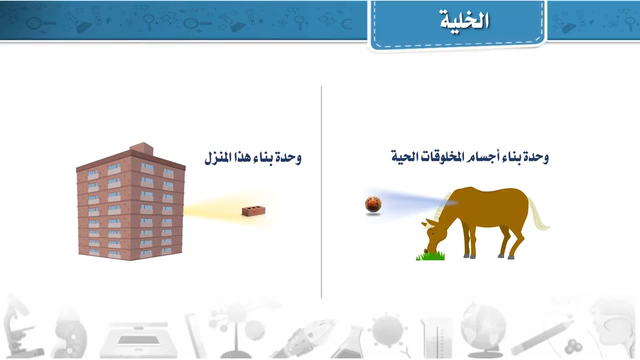 الخلية
وحدة بناء أجسام المخلوقات الحية
وحدة بناء هذا المنزل